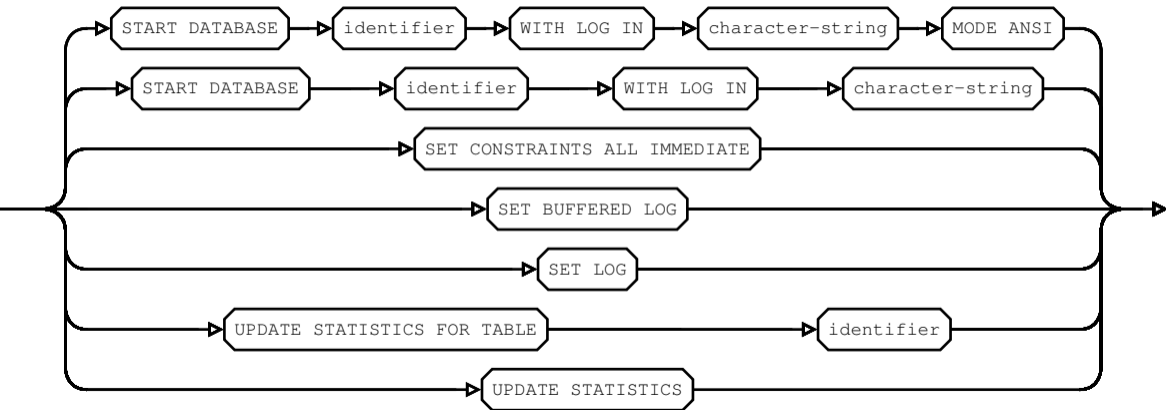 START DATABASE identifier WITH LOG IN character-string MODE ANSI
START DATABASE identifier WITH LOG IN character-string
SET CONSTRAINTS ALL IMMEDIATE
SET BUFFERED LOG
SET LOG
UPDATE STATISTICS FOR TABLE identifier
UPDATE STATISTICS